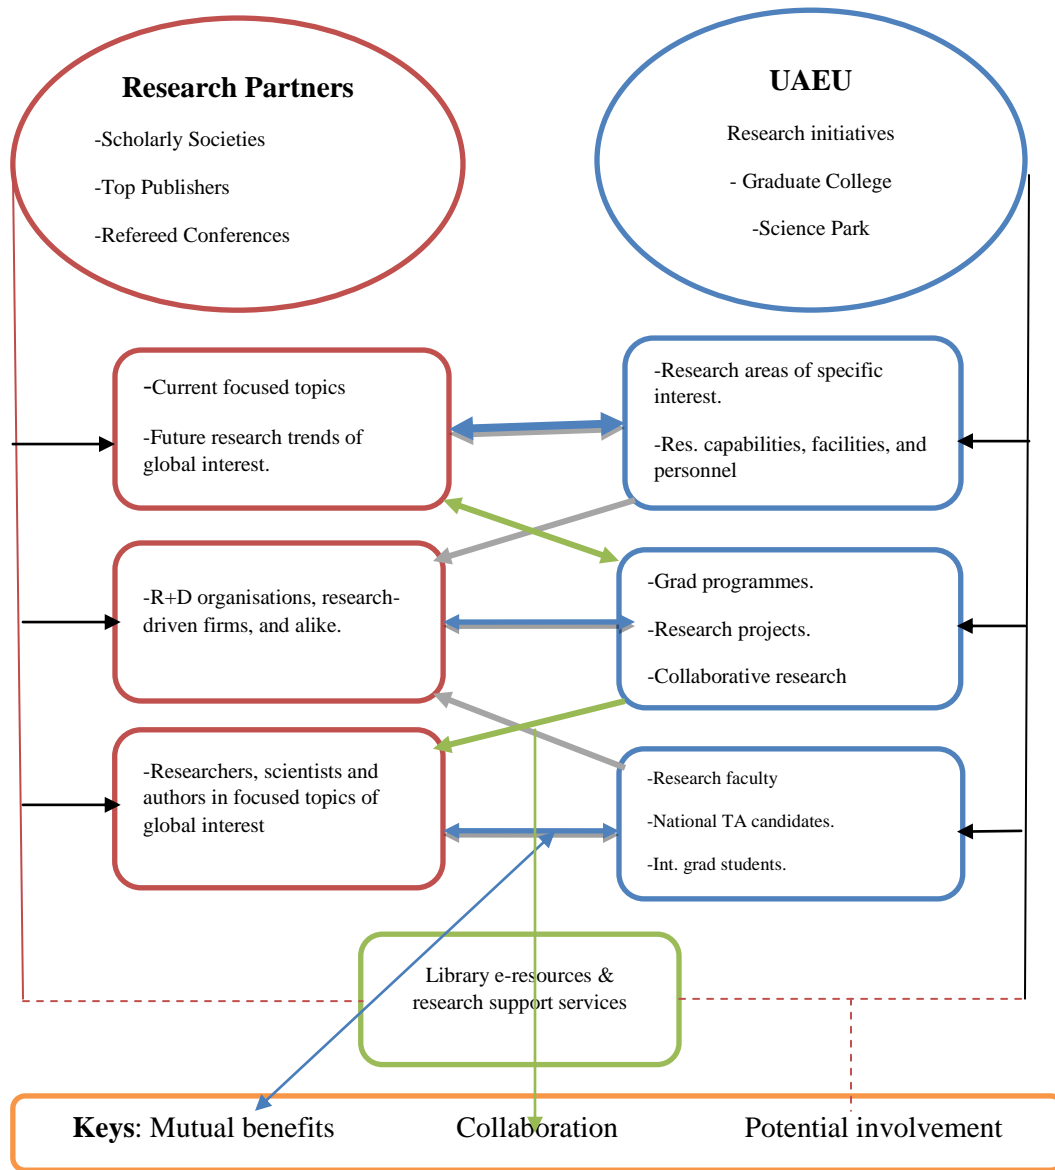 Research Partners
-Scholarly Societies
-Top Publishers
-Refereed Conferences
UAEU
Research initiatives
- Graduate College
-Science Park
-Current focused topics
-Future research trends of
global interest.
-Research areas of specific
interest.
-Res. capabilities, facilities, and
personnel
-R+D organisations, research-
driven firms, and alike.
-Grad programmes.
-Research projects.
-Collaborative research
-Researchers, scientists and
authors in focused topics of
global interest
-Research faculty
-National TA candidates.
-Int. grad students.
Library e-resources &
research support services
Keys: Mutual benefits Collaboration Potential involvement